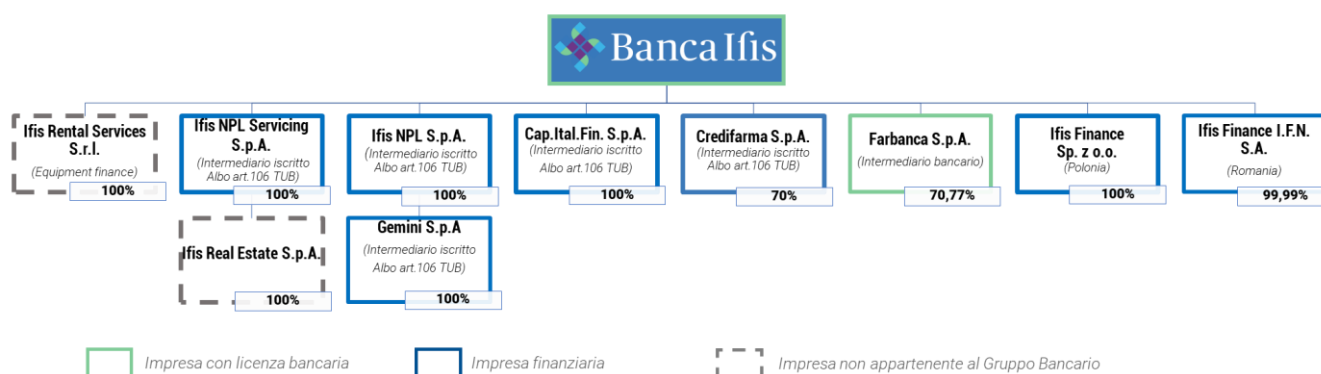 Banca Ifis
Ifis Rental Services
S.r.l.
(Equipment finance)
100%
Ifis NPL Servicing
S.p.A.
(Intermediario iscritto
Albo art.106 TUB)
100%
Ifis NPL S.p.A.
(Intermediario iscritto
Albo art.106 TUB)
100%
Cap.Ital.Fin. S.p.A.
(Intermediario iscritto
Albo art.106 TUB)
100%
Credifarma S.p.A.
(Intermediario iscritto
Albo art.106 TUB)
70%
Farbanca S.p.A.
(Intermediario bancario)
70,77%
Ifis Finance
Sp. z o.o.
(Polonia)
100%
Ifis Finance I.F.N.
S.A.
(Romania)
99,99%
Ifis Real Estate S.p.A.
100%
Gemini S.p.A
(Intermediario iscritto
Albo art.106 TUB)
100%
Impresa con licenza bancaria
Impresa finanziaria
Impresa non appartenente al Gruppo Bancario